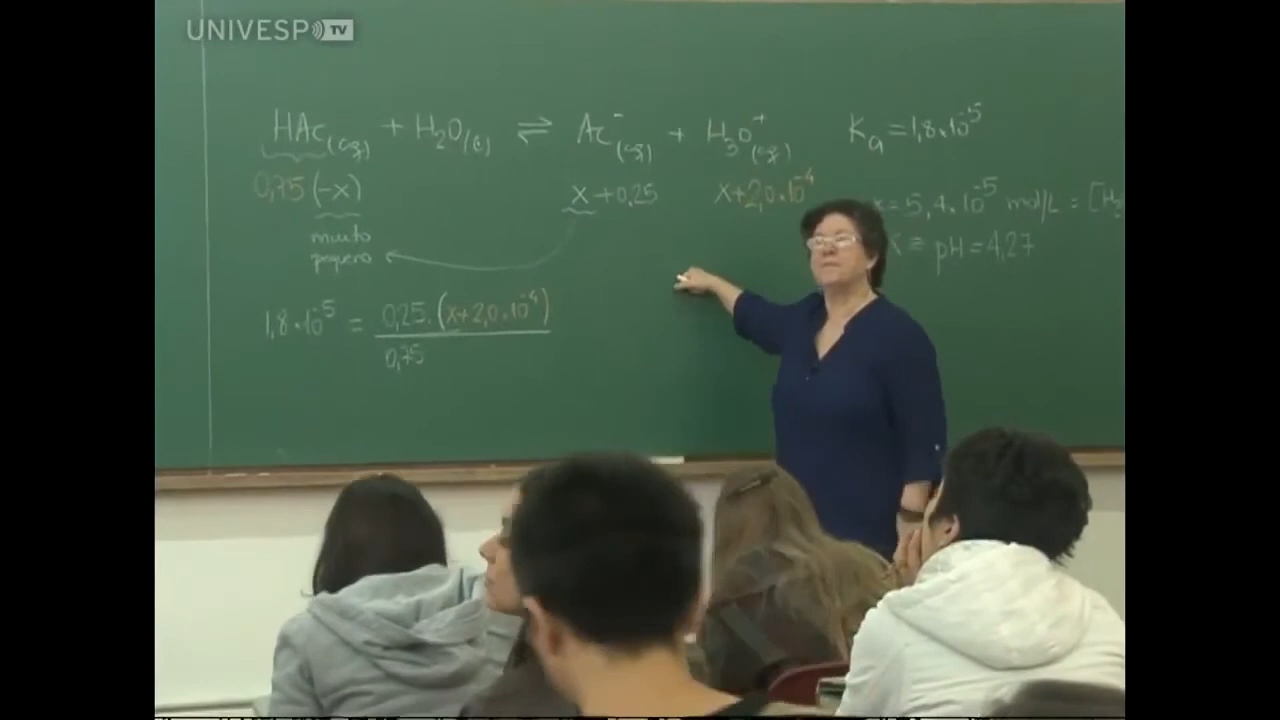 UNIVESP TV
HAc(aq) + H₂O(l) ⇌ Ac⁻(aq) + H₃O⁺(aq) Ka = 1,8.10⁻⁵
0,75 (-x) x + 0,25 x + 2,0.10⁻⁴
muito
pequeno
x = 5,4.10⁻⁵ mol/L = [H₃
pH = 4,27
1,8.10⁻⁵ = 0,25. (x + 2,0.10⁻⁴)
0,75